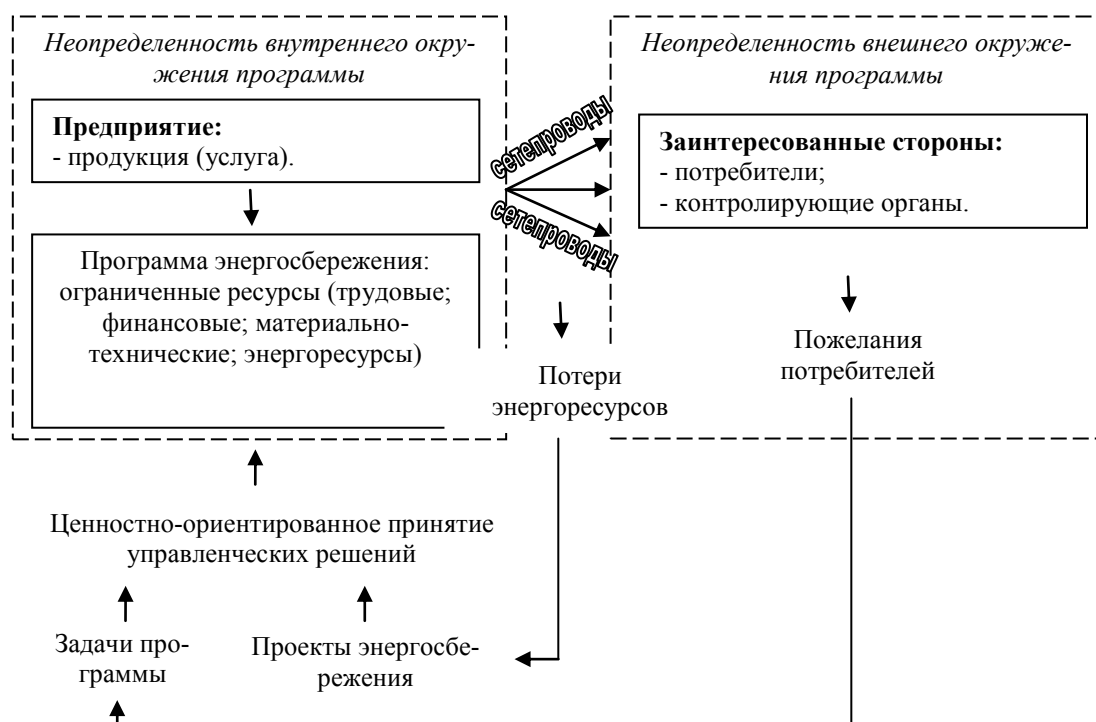 Неопределенность внутреннего окру-
жения программы
Предприятие:
- продукция (услуга).
Программа энергосбережения:
ограниченные ресурсы (трудовые;
финансовые; материально-
технические; энергоресурсы)
сетепроводы
сетепроводы
Неопределенность внешнего окруже-
ния программы
Заинтересованные стороны:
- потребители;
- контролирующие органы.
Потери
энергоресурсов
Пожелания
потребителей
Ценностно-ориентированное принятие
управленческих решений
Задачи про-
граммы
Проекты энергосбе-
режения